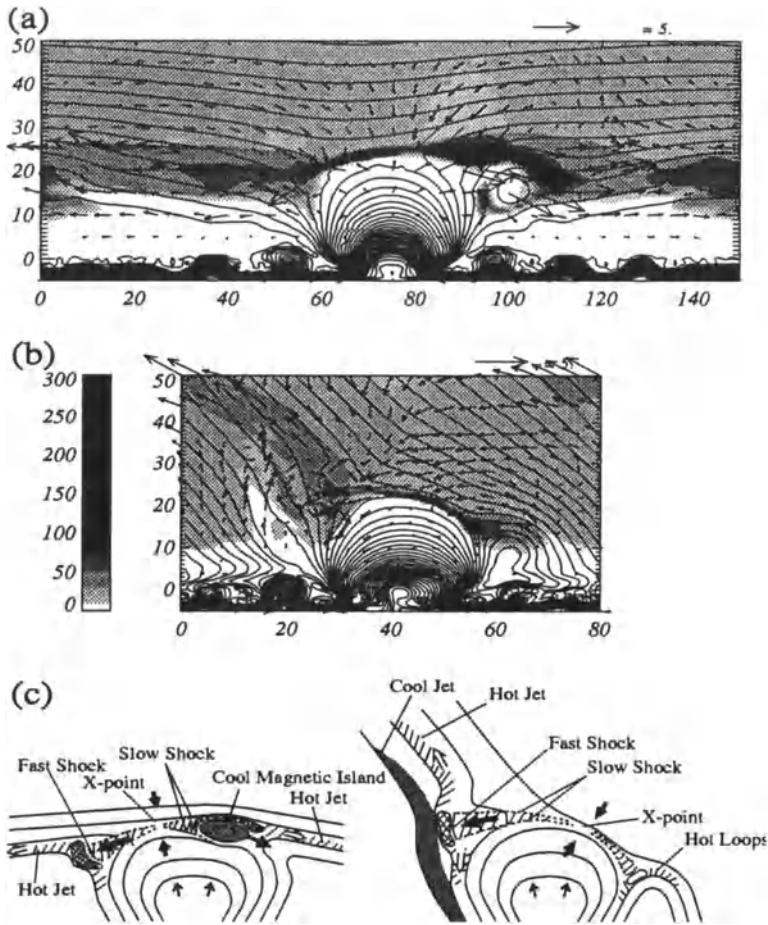 (a)
= 5.
50
40
30
20
10
0
0 20 40 60 80 100 120 140
(b)
300
250
200
150
100
50
0
50
40
30
20
10
0
0 20 40 60 80
(c)
Cool Jet
Hot Jet
Fast Shock
Slow Shock
X-point
Hot Loops
Slow Shock
Fast Shock
X-point
Cool Magnetic Island
Hot Jet
Hot Jet